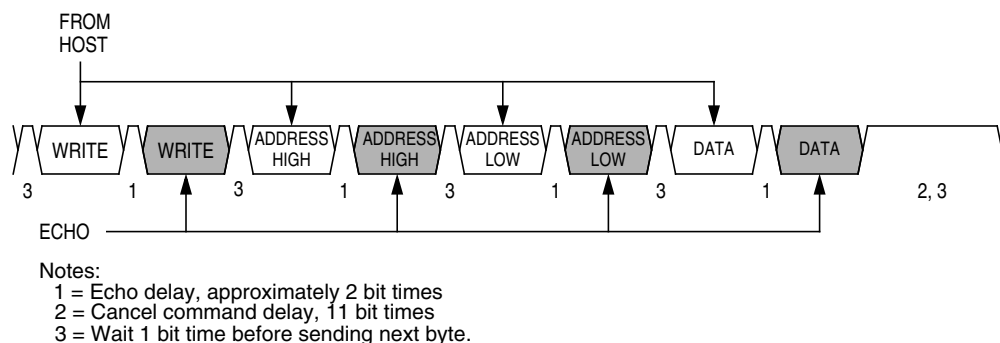 FROM
HOST
WRITE WRITE ADDRESS HIGH ADDRESS HIGH ADDRESS LOW ADDRESS LOW DATA DATA
3 1 3 1 3 1 3 1 2, 3
ECHO
Notes:
1 = Echo delay, approximately 2 bit times
2 = Cancel command delay, 11 bit times
3 = Wait 1 bit time before sending next byte.